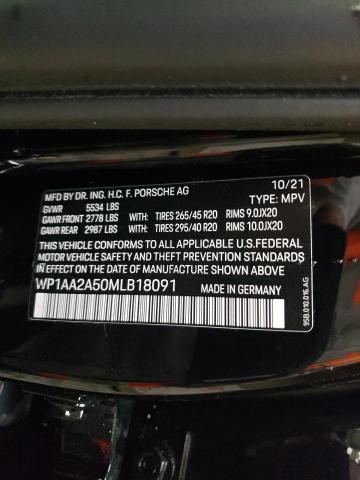 MFG BY DR. ING. H.C. F. PORSCHE AG 10/21
GVWR 5534 LBS TYPE: MPV
GAWR FRONT 2778 LBS WITH: TIRES 265/45 R20 RIMS 9.0JX20
GAWR REAR 2987 LBS WITH: TIRES 295/40 R20 RIMS 10.0JX20
THIS VEHICLE CONFORMS TO ALL APPLICABLE U.S.FEDERAL
MOTOR VEHICLE SAFETY AND THEFT PREVENTION STANDARDS
IN EFFECT ON THE DATE OF MANUFACTURE SHOWN ABOVE.
WP1AA2A50MLB18091 MADE IN GERMANY
95B.010.016.AG